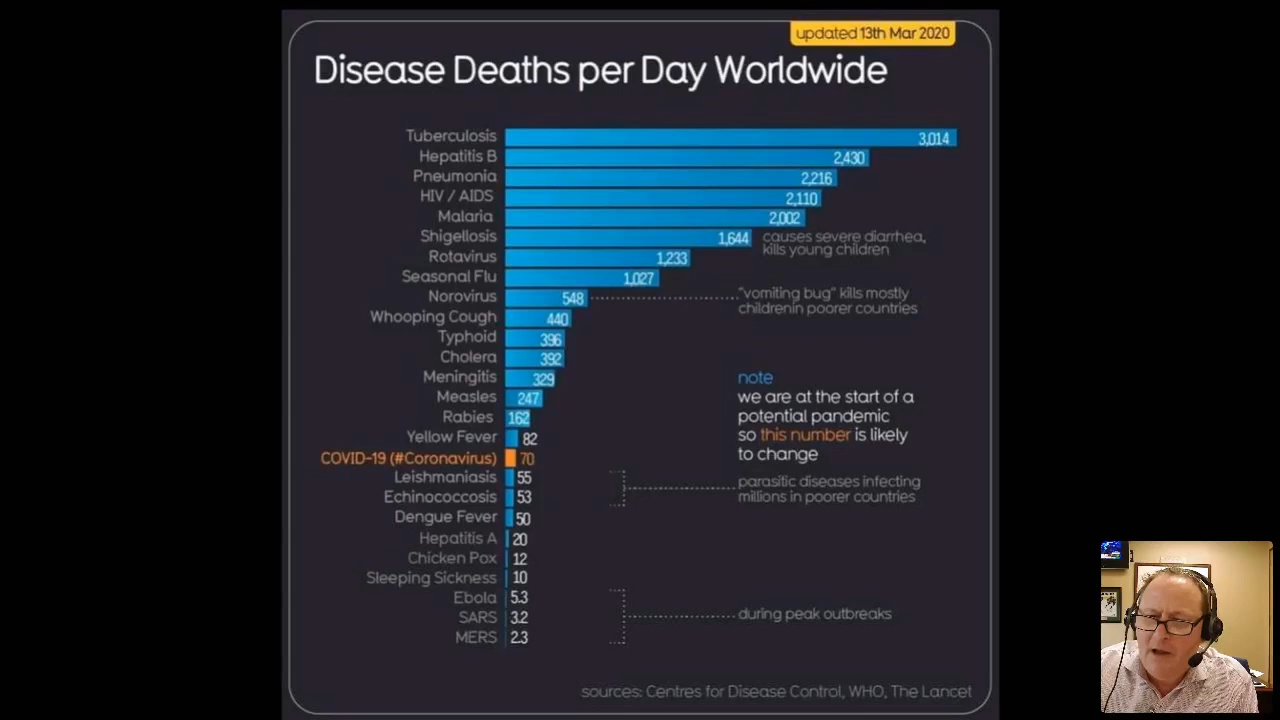 updated 13th Mar 2020
Disease Deaths per Day Worldwide
Tuberculosis 3,014
Hepatitis B 2,430
Pneumonia 2,216
HIV / AIDS 2,110
Malaria 2,002
Shigellosis 1,644 causes severe diarrhea,
kills young children
Rotavirus 1,233
Seasonal Flu 1,027
Norovirus 548 "vomiting bug" kills mostly
childrenin poorer countries
Whooping Cough 440
Typhoid 396
Cholera 392
Meningitis 329
Measles 247
Rabies 162
Yellow Fever 82
COVID-19 (#Coronavirus) 70
note
we are at the start of a
potential pandemic
so this number is likely
to change
Leishmaniasis 55
Echinococcosis 53
parasitic diseases infecting
millions in poorer countries
Dengue Fever 50
Hepatitis A 20
Chicken Pox 12
Sleeping Sickness 10
Ebola 5.3
SARS 3.2
MERS 2.3
during peak outbreaks
sources: Centres for Disease Control, WHO, The Lancet